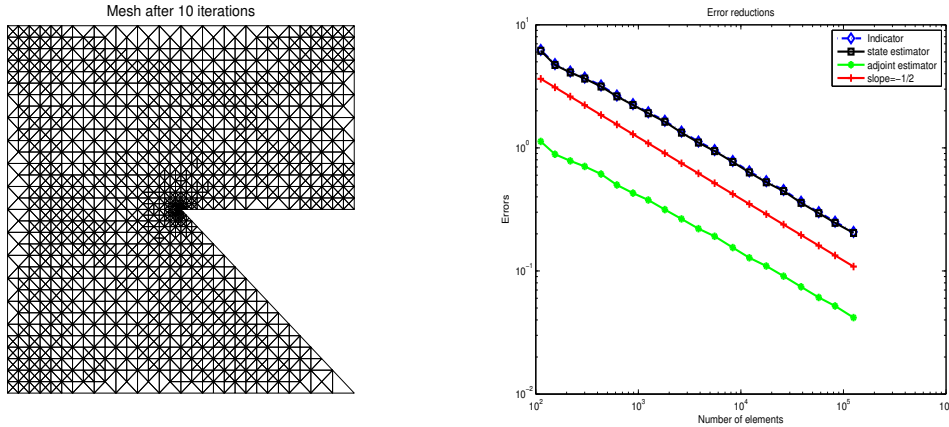 Mesh after 10 iterations
Error reductions
Indicator
state estimator
adjoint estimator
slope=−1/2
Errors
10^1
10^0
10^−1
10^−2
10^2
10^3
10^4
10^5
Number of elements